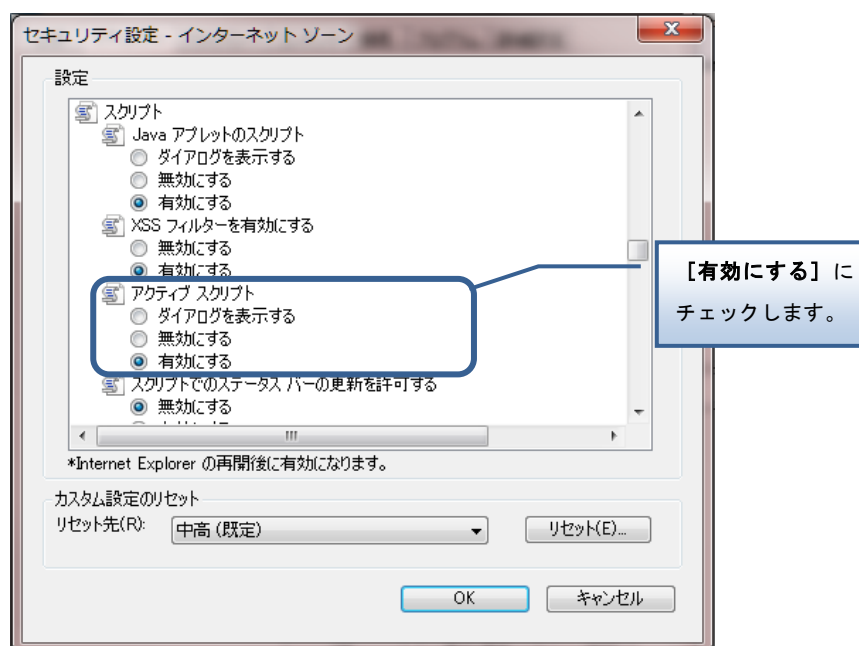 セキュリティ設定 - インターネット ゾーン
設定
スクリプト
Java アプレットのスクリプト
ダイアログを表示する
無効にする
有効にする
XSS フィルターを有効にする
無効にする
有効にする
アクティブ スクリプト
ダイアログを表示する
無効にする
有効にする
スクリプトでのステータス バーの更新を許可する
無効にする
*Internet Explorer の再開後に有効になります。
カスタム設定のリセット
リセット先(R):
中高 (既定)
リセット(E)...
OK
キャンセル
[有効にする] に
チェックします。